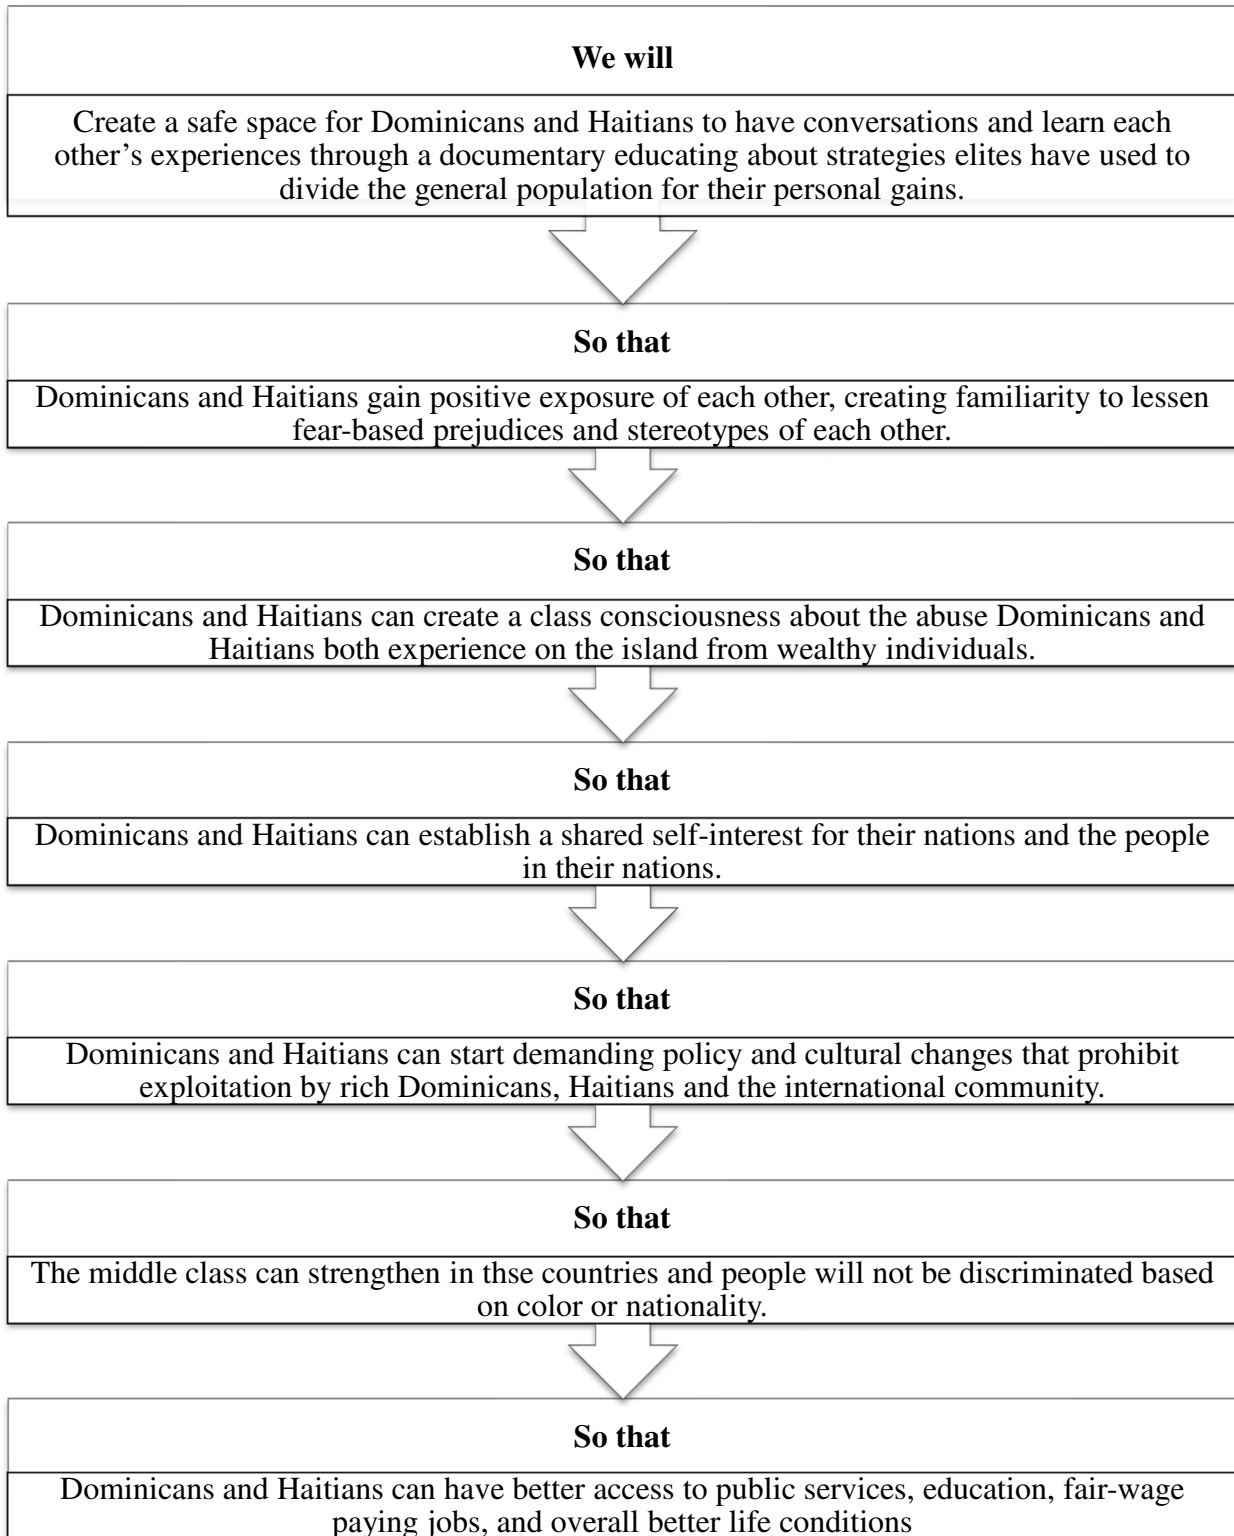 We will
Create a safe space for Dominicans and Haitians to have conversations and learn each
other’s experiences through a documentary educating about strategies elites have used to
divide the general population for their personal gains.
So that
Dominicans and Haitians gain positive exposure of each other, creating familiarity to lessen
fear-based prejudices and stereotypes of each other.
So that
Dominicans and Haitians can create a class consciousness about the abuse Dominicans and
Haitians both experience on the island from wealthy individuals.
So that
Dominicans and Haitians can establish a shared self-interest for their nations and the people
in their nations.
So that
Dominicans and Haitians can start demanding policy and cultural changes that prohibit
exploitation by rich Dominicans, Haitians and the international community.
So that
The middle class can strengthen in thse countries and people will not be discriminated based
on color or nationality.
So that
Dominicans and Haitians can have better access to public services, education, fair-wage
paying jobs, and overall better life conditions